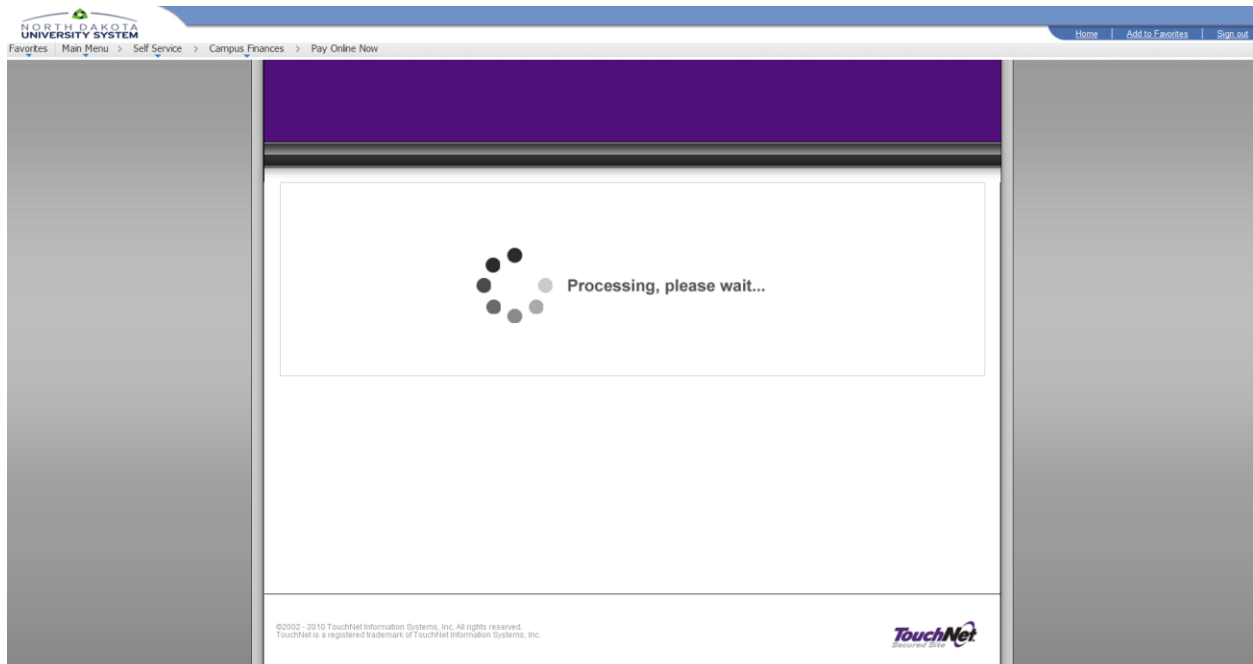 NORTH DAKOTA
UNIVERSITY SYSTEM
Home | Add to Favorites | Sign out
Favorites | Main Menu > Self Service > Campus Finances > Pay Online Now
Processing, please wait...
©2002 - 2010 TouchNet Information Systems, Inc. All rights reserved.
TouchNet is a registered trademark of TouchNet Information Systems, Inc.
TouchNet
Secured Site